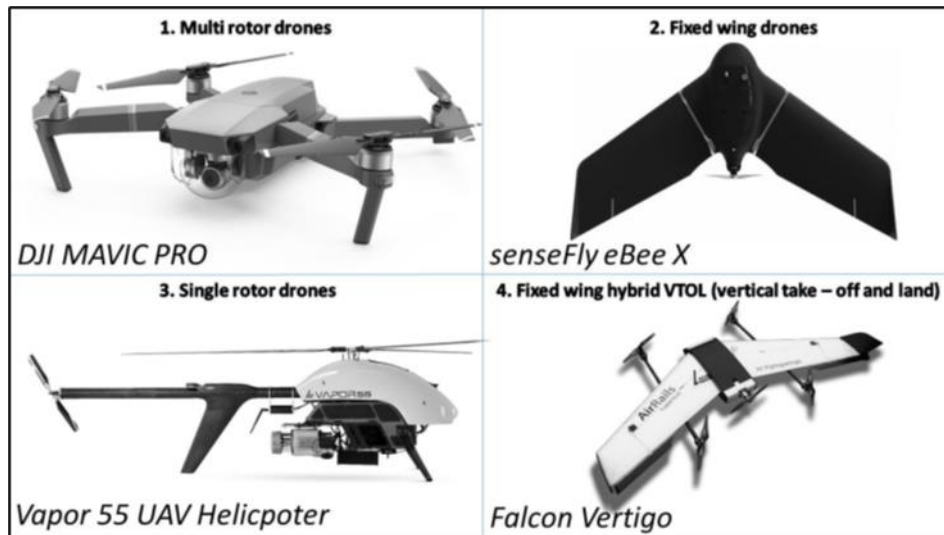 1. Multi rotor drones
DJI MAVIC PRO
2. Fixed wing drones
senseFly eBee X
3. Single rotor drones
VAPOR55
Vapor 55 UAV Helicpoter
4. Fixed wing hybrid VTOL (vertical take – off and land)
AirRails
Falcon Vertigo